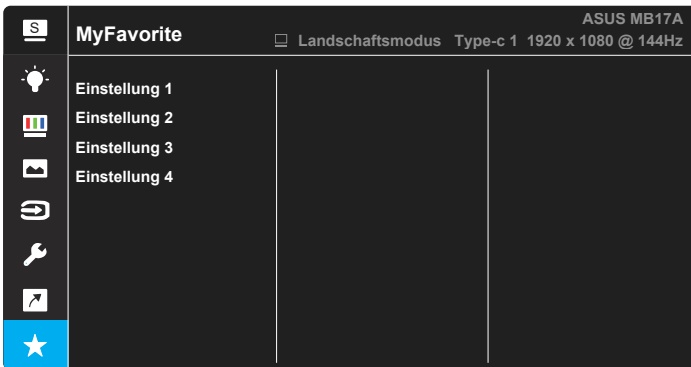 S
ASUS MB17A
MyFavorite
Landschaftsmodus Type-c 1 1920 x 1080 @ 144Hz
Einstellung 1
Einstellung 2
Einstellung 3
Einstellung 4